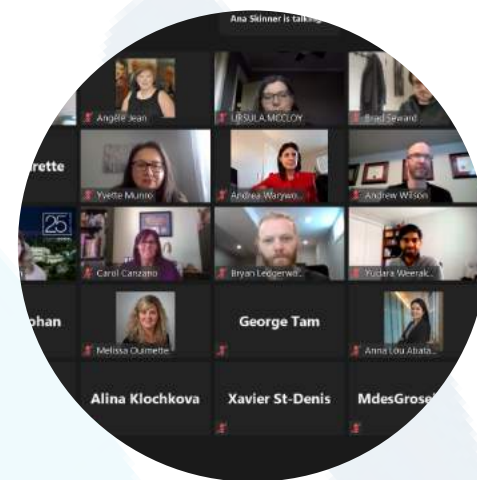 Ana Skinner is talking
Angèle Jean
URSULA MCCLOY
Brad Seward
rette
Yvette Munro
Andrea Warywo...
Andrew Wilson
25
Carol Canzano
Bryan Ledgerwo...
Yudara Weerak...
ohan
Melissa Ouimette
George Tam
Anna Lou Abata...
Alina Klochkova
Xavier St-Denis
MdesGrose